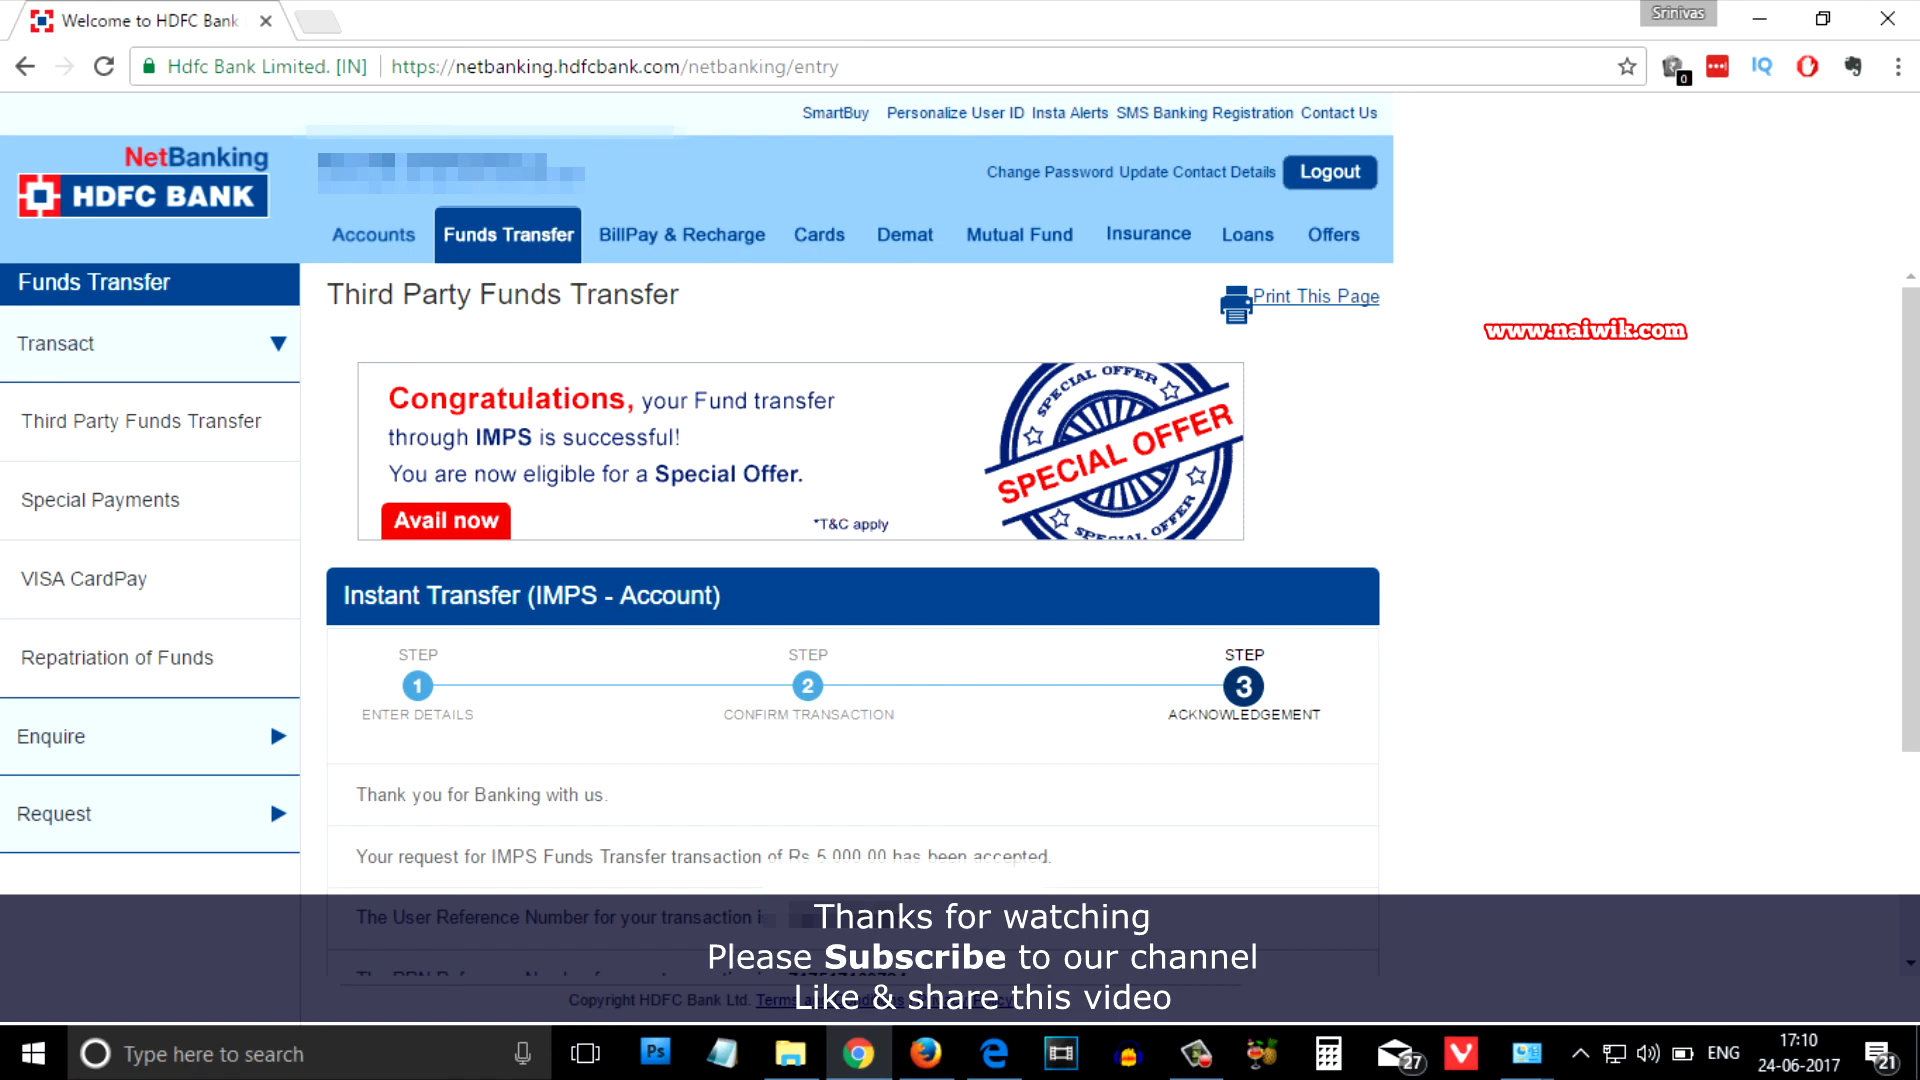 Welcome to HDFC Bank
Srinivas
Hdfc Bank Limited. [IN] https://netbanking.hdfcbank.com/netbanking/entry
0
IQ
SmartBuy Personalize User ID Insta Alerts SMS Banking Registration Contact Us
NetBanking
HDFC BANK
Change Password Update Contact Details Logout
Accounts Funds Transfer BillPay & Recharge Cards Demat Mutual Fund Insurance Loans Offers
Funds Transfer
Transact
Third Party Funds Transfer
Special Payments
VISA CardPay
Repatriation of Funds
Enquire
Request
Third Party Funds Transfer
Print This Page
www.naiwik.com
Congratulations, your Fund transfer
through IMPS is successful!
You are now eligible for a Special Offer.
Avail now
*T&C apply
SPECIAL OFFER
SPECIAL OFFER
SPECIAL OFFER
Instant Transfer (IMPS - Account)
STEP STEP STEP
1 2 3
ENTER DETAILS CONFIRM TRANSACTION ACKNOWLEDGEMENT
Thank you for Banking with us.
Your request for IMPS Funds Transfer transaction of Rs 5,000.00 has been accepted.
The User Reference Number for your transaction
Thanks for watching
Please Subscribe to our channel
Like & share this video
Copyright HDFC Bank Ltd. Terms
Type here to search
Ps
27
ENG
17:10
24-06-2017
21